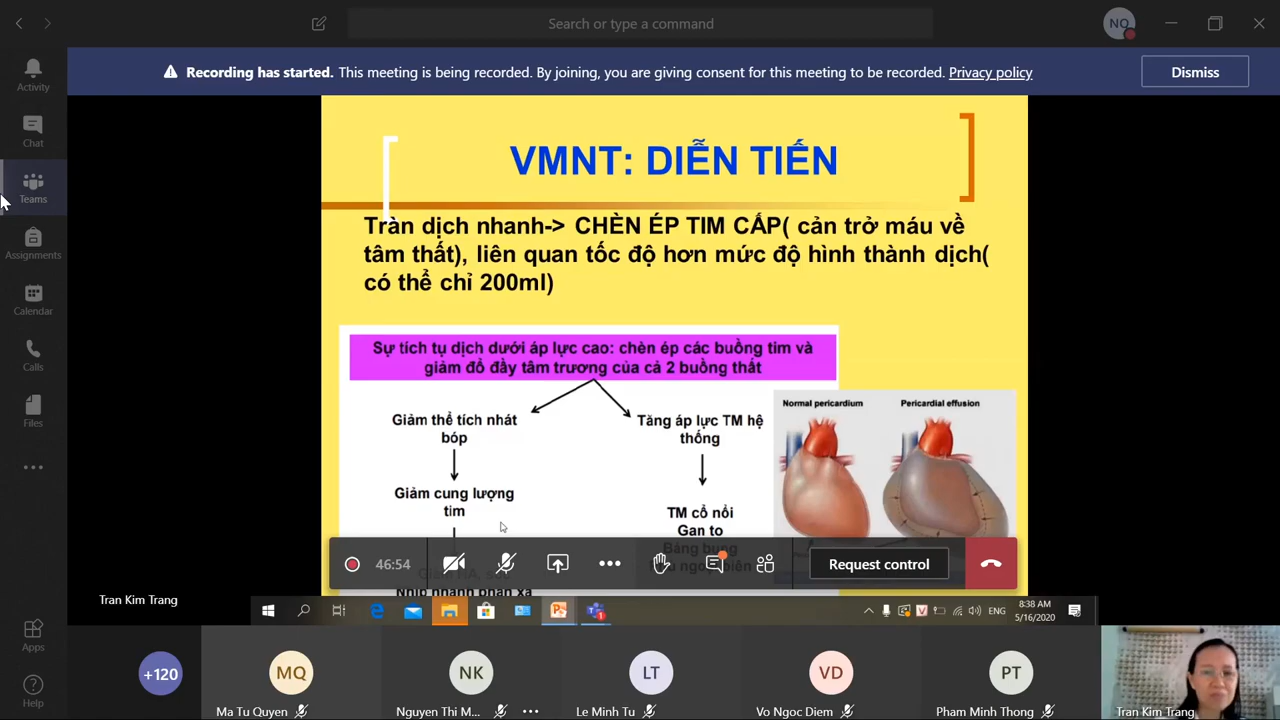 Search or type a command
NQ
Recording has started. This meeting is being recorded. By joining, you are giving consent for this meeting to be recorded. Privacy policy
Dismiss
Activity
Chat
Teams
Assignments
Calendar
Calls
Files
Apps
Help
VMNT: DIỄN TIẾN
Tràn dịch nhanh-> CHÈN ÉP TIM CẤP( cản trở máu về
tâm thất), liên quan tốc độ hơn mức độ hình thành dịch(
có thể chỉ 200ml)
Sự tích tụ dịch dưới áp lực cao: chèn ép các buồng tim và
giảm đổ đầy tâm trương của cả 2 buồng thất
Giảm thể tích nhát
bóp
Tăng áp lực TM hệ
thống
Giảm cung lượng
tim
TM cổ nổi
Gan to
Báng bụng
Nhịp nhanh phản xạ
Normal pericardium
Pericardial effusion
46:54
Request control
Tran Kim Trang
ENG
8:38 AM
5/16/2020
+120
MQ
Ma Tu Quyen
NK
Nguyen Thi M...
LT
Le Minh Tu
VD
Vo Ngoc Diem
PT
Pham Minh Thong
Tran Kim Trang